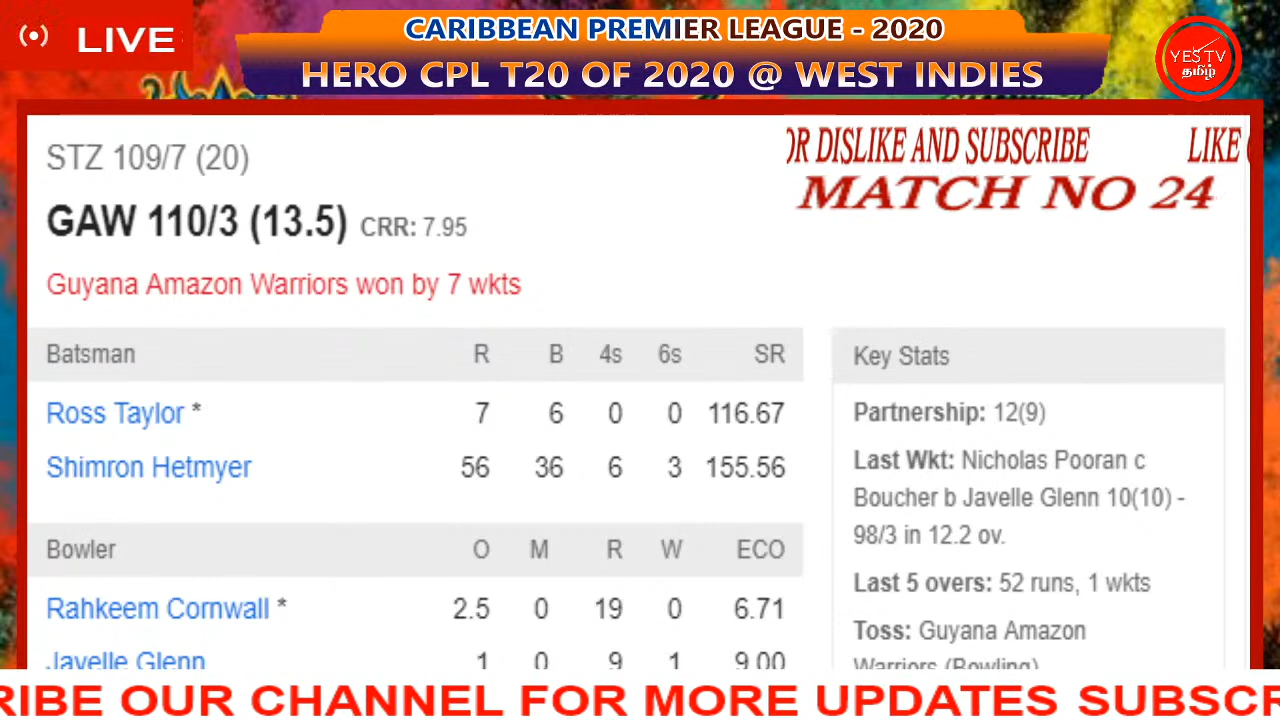 LIVE
CARIBBEAN PREMIER LEAGUE - 2020
HERO CPL T20 OF 2020 @ WEST INDIES
YES TV
தமிழ்
STZ 109/7 (20)
OR DISLIKE AND SUBSCRIBE LIKE
MATCH NO 24
GAW 110/3 (13.5) CRR: 7.95
Guyana Amazon Warriors won by 7 wkts
Batsman R B 4s 6s SR
Ross Taylor * 7 6 0 0 116.67
Shimron Hetmyer 56 36 6 3 155.56
Bowler O M R W ECO
Rahkeem Cornwall * 2.5 0 19 0 6.71
Javelle Glenn 1 0 9 1 9.00
Key Stats
Partnership: 12(9)
Last Wkt: Nicholas Pooran c
Boucher b Javelle Glenn 10(10) -
98/3 in 12.2 ov.
Last 5 overs: 52 runs, 1 wkts
Toss: Guyana Amazon
Warriors (Bowling)
RIBE OUR CHANNEL FOR MORE UPDATES SUBSCR